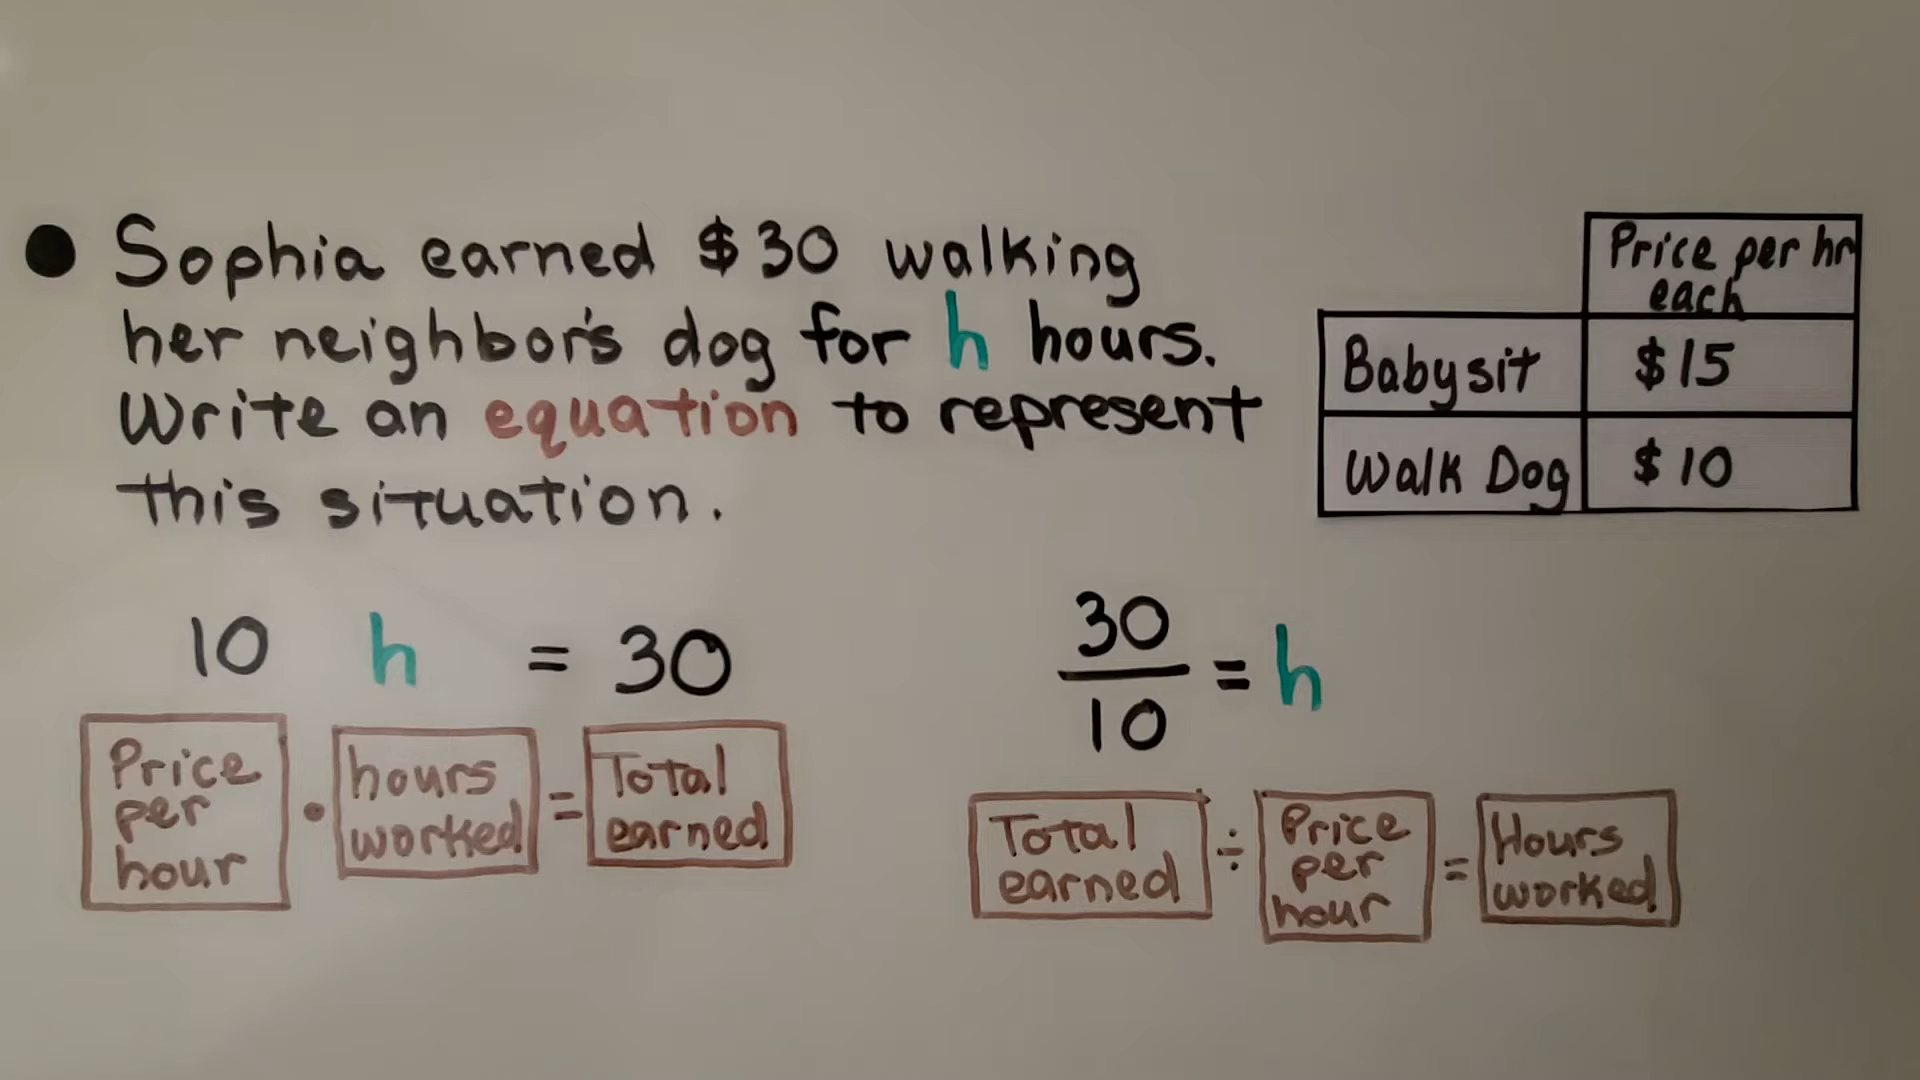 ● Sophia earned $30 walking
her neighbor's dog for h hours.
Write an equation to represent
this situation.
Price per hr
each
Babysit $15
Walk Dog $10
10 h = 30
Price
per
hour
·
hours
worked
=
Total
earned
30
10
= h
Total
earned
÷
Price
per
hour
=
Hours
worked